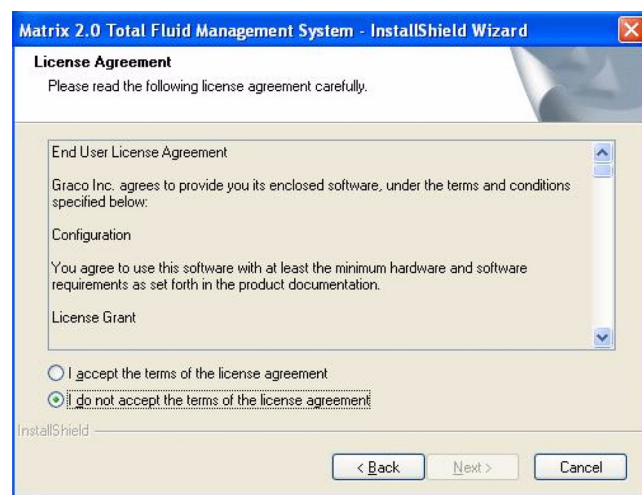 Matrix 2.0 Total Fluid Management System - InstallShield Wizard
License Agreement
Please read the following license agreement carefully.
End User License Agreement
Graco Inc. agrees to provide you its enclosed software, under the terms and conditions
specified below:
Configuration
You agree to use this software with at least the minimum hardware and software
requirements as set forth in the product documentation.
License Grant
I accept the terms of the license agreement
I do not accept the terms of the license agreement
InstallShield
< Back
Next >
Cancel